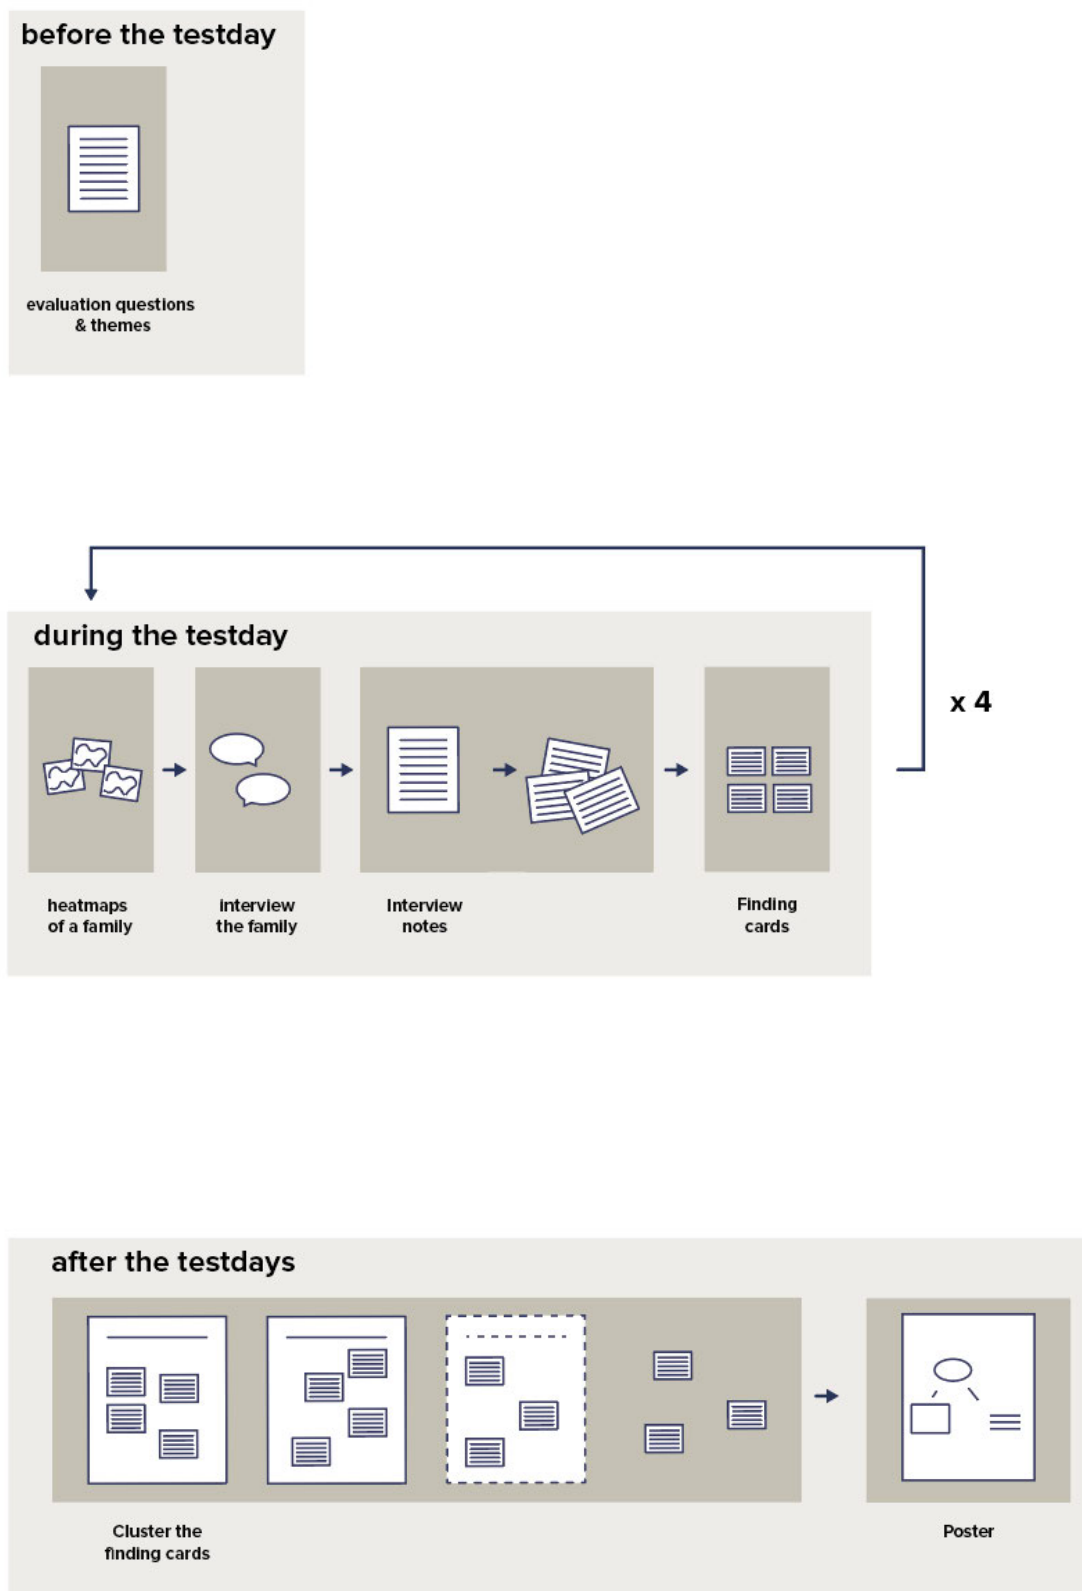 before the testday
evaluation questions
& themes
during the testday
x 4
heatmaps
of a family
interview
the family
Interview
notes
Finding
cards
after the testdays
Cluster the
finding cards
Poster